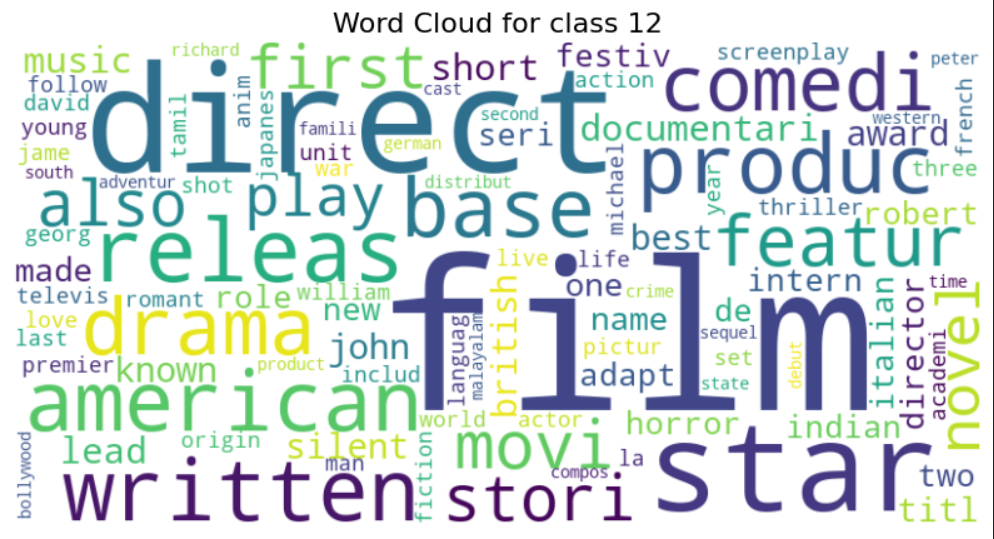 Word Cloud for class 12
music
richard
first
short
festiv
screenplay
peter
follow
direct
cast
action
comedi
david
anim
japanes
second
seri
documentari
western
award
french
young
tamil
famili
german
produc
jame
unit
war
michael
three
south
adventur
shot
play
distribut
base
year
thriller
robert
also
georg
releas
best
featur
made
live
life
intern
time
televis
romant
role
william
film
one
crime
italian
director
novel
love
drama
new
languag
malayalam
british
name
de
sequel
academi
last
john
pictur
set
debut
premier
known
product
includ
adapt
state
american
world
actor
horror
indian
lead
origin
silent
movi
star
bollywood
man
fiction
compos
la
two
written
stori
titl